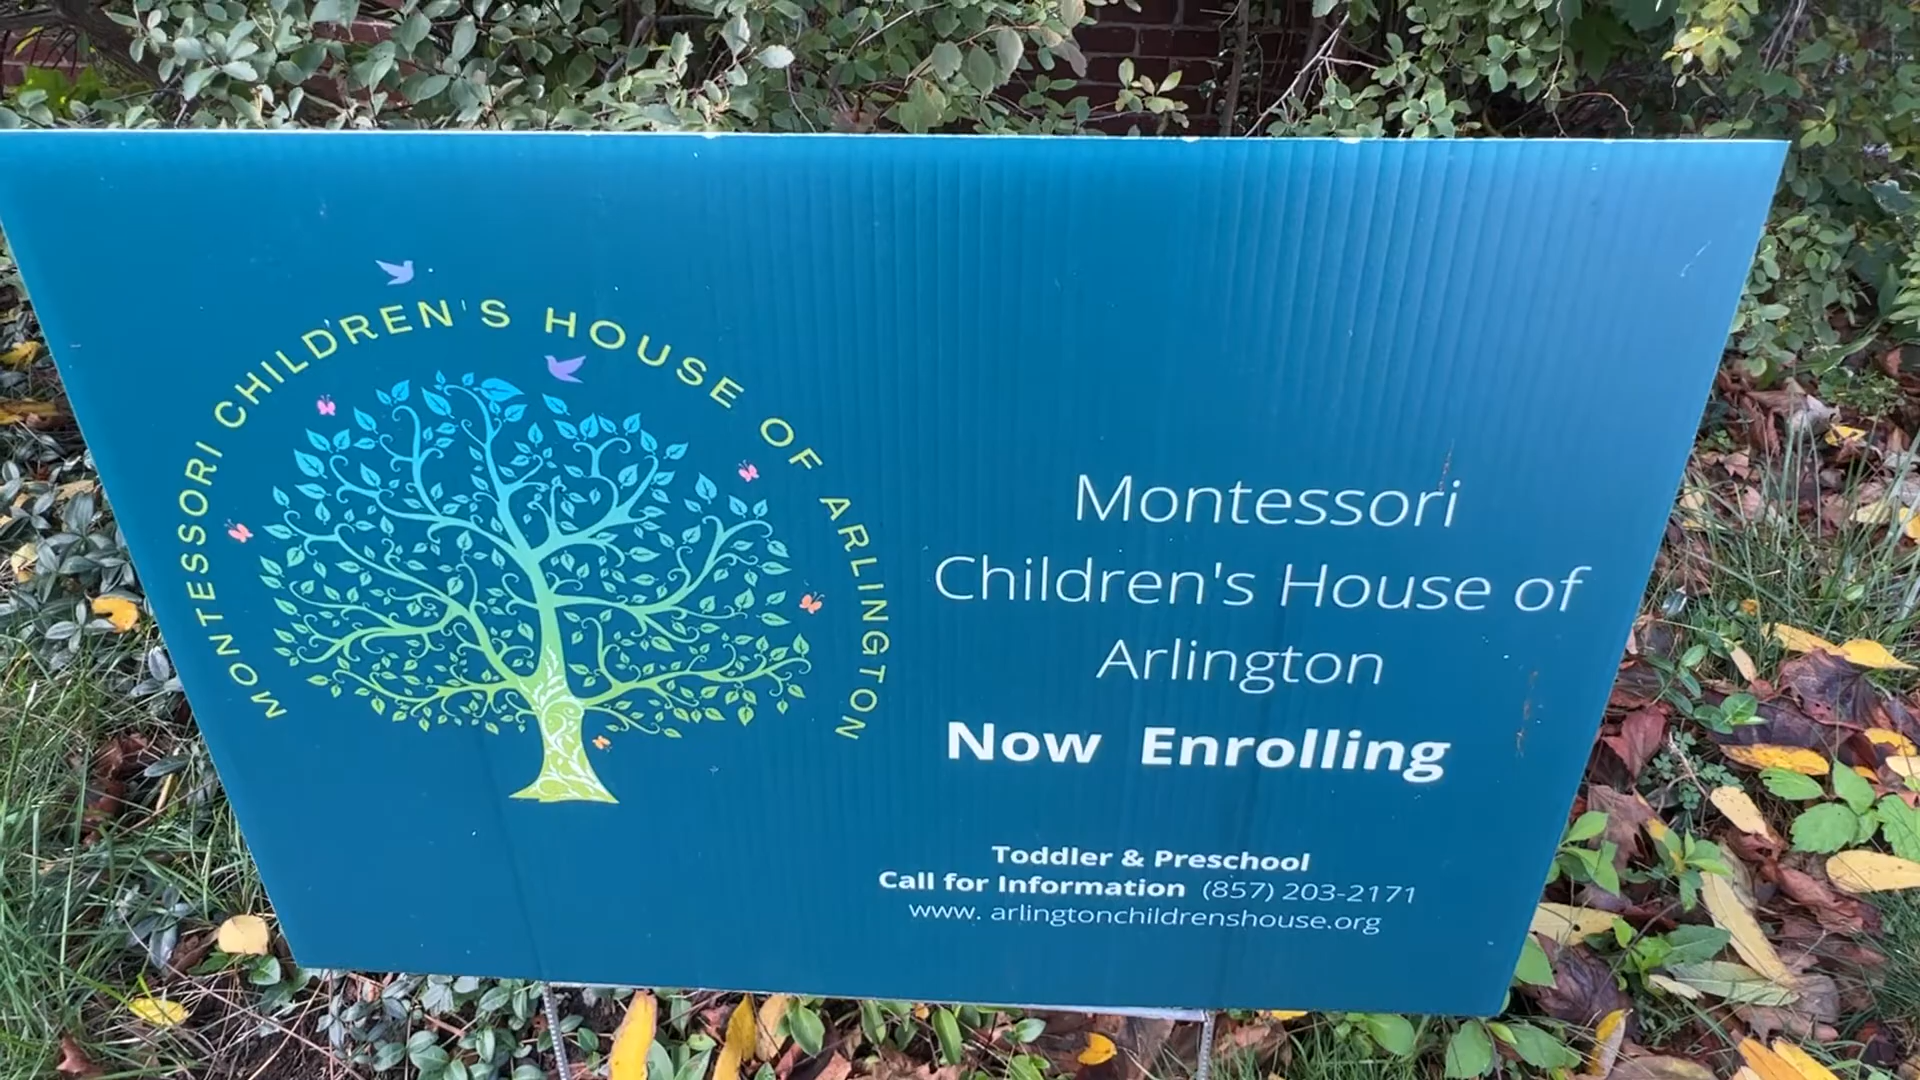 MONTESSORI CHILDREN'S HOUSE OF ARLINGTON
Montessori
Children's House of
Arlington
Now Enrolling
Toddler & Preschool
Call for Information (857) 203-2171
www. arlingtonchildrenshouse.org